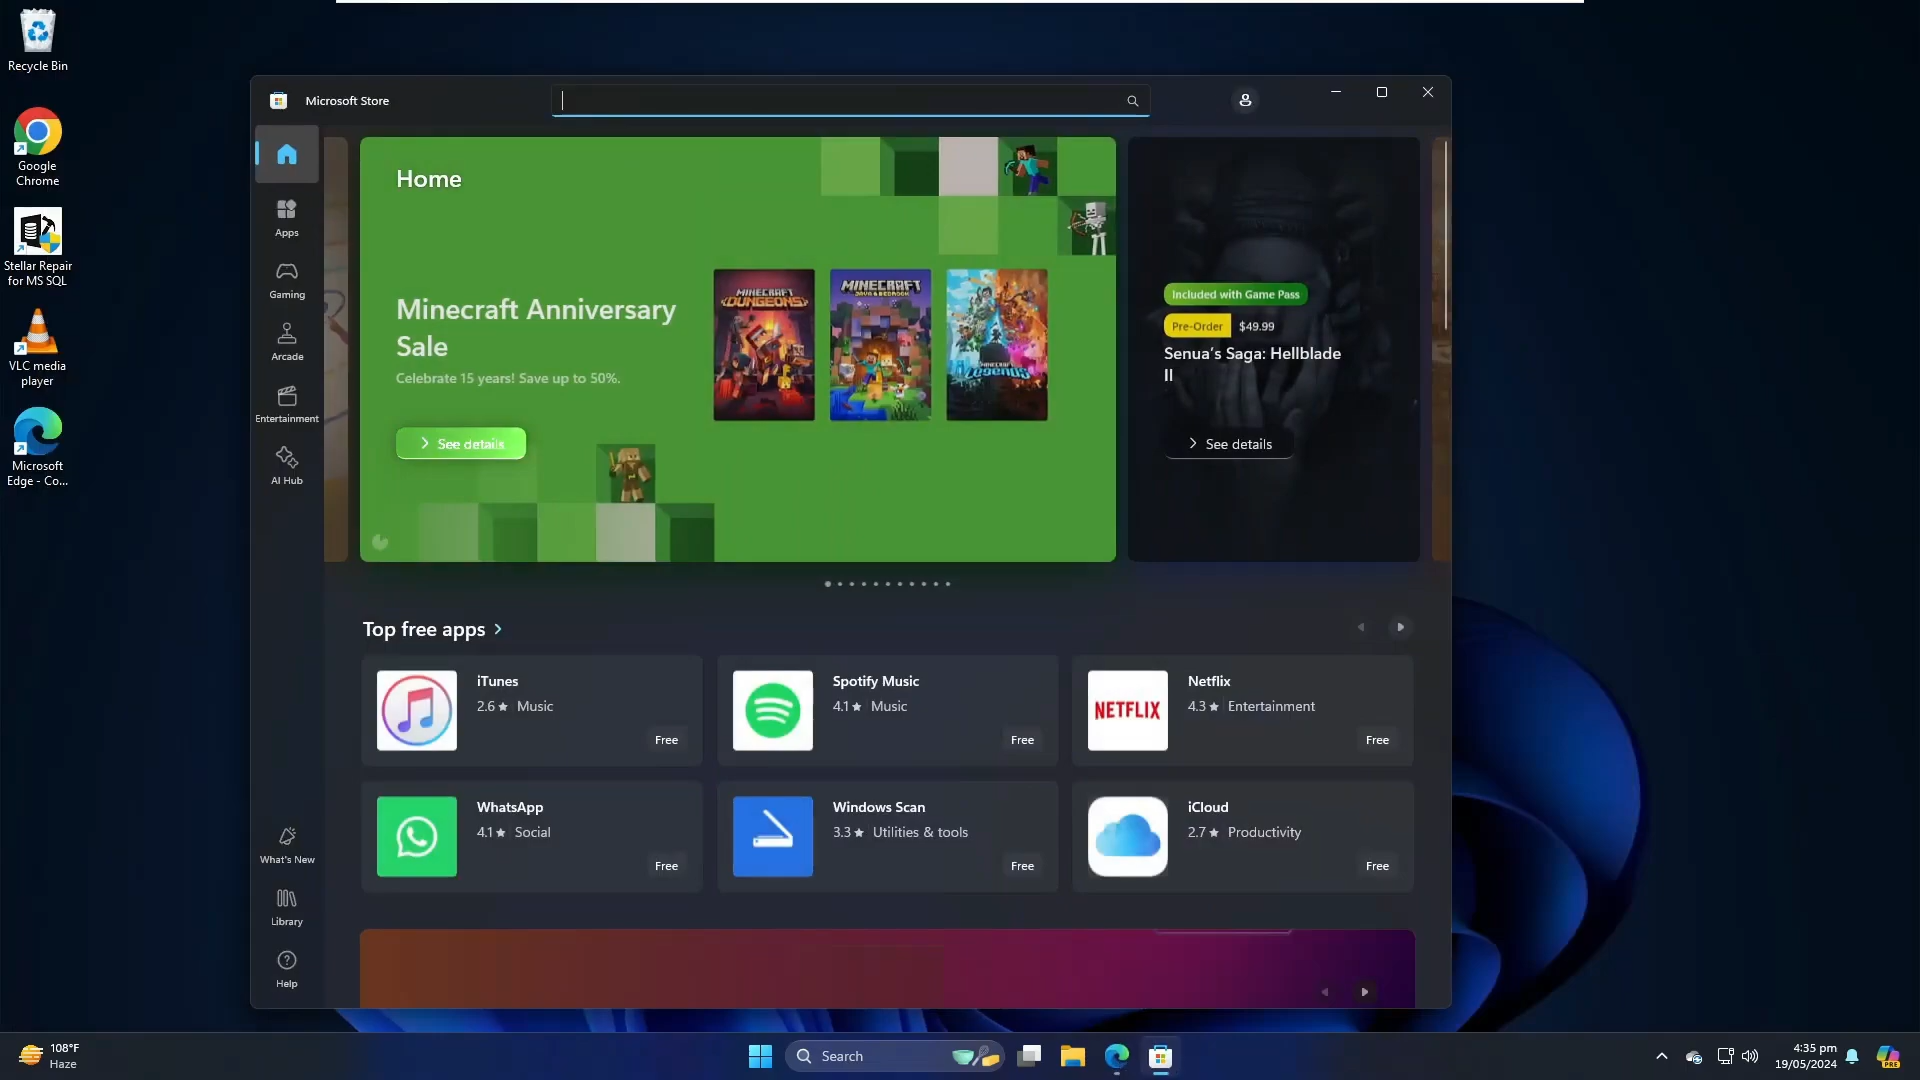 Recycle Bin
Google
Chrome
Stellar Repair
for MS SQL
VLC media
player
Microsoft
Edge - Co...
Microsoft Store
Apps
Gaming
Arcade
Entertainment
AI Hub
What's New
Library
Help
Home
Minecraft Anniversary
Sale
Celebrate 15 years! Save up to 50%.
See details
MINECRAFT
DUNGEONS
MINECRAFT
JAVA & BEDROCK
MINECRAFT
LEGENDS
Included with Game Pass
Pre-Order $49.99
Senua's Saga: Hellblade
II
See details
Top free apps
iTunes
2.6 ★ Music
Free
Spotify Music
4.1 ★ Music
Free
NETFLIX
Netflix
4.3 ★ Entertainment
Free
WhatsApp
4.1 ★ Social
Free
Windows Scan
3.3 ★ Utilities & tools
Free
iCloud
2.7 ★ Productivity
Free
108°F
Haze
Search
4:35 pm
19/05/2024
PRE